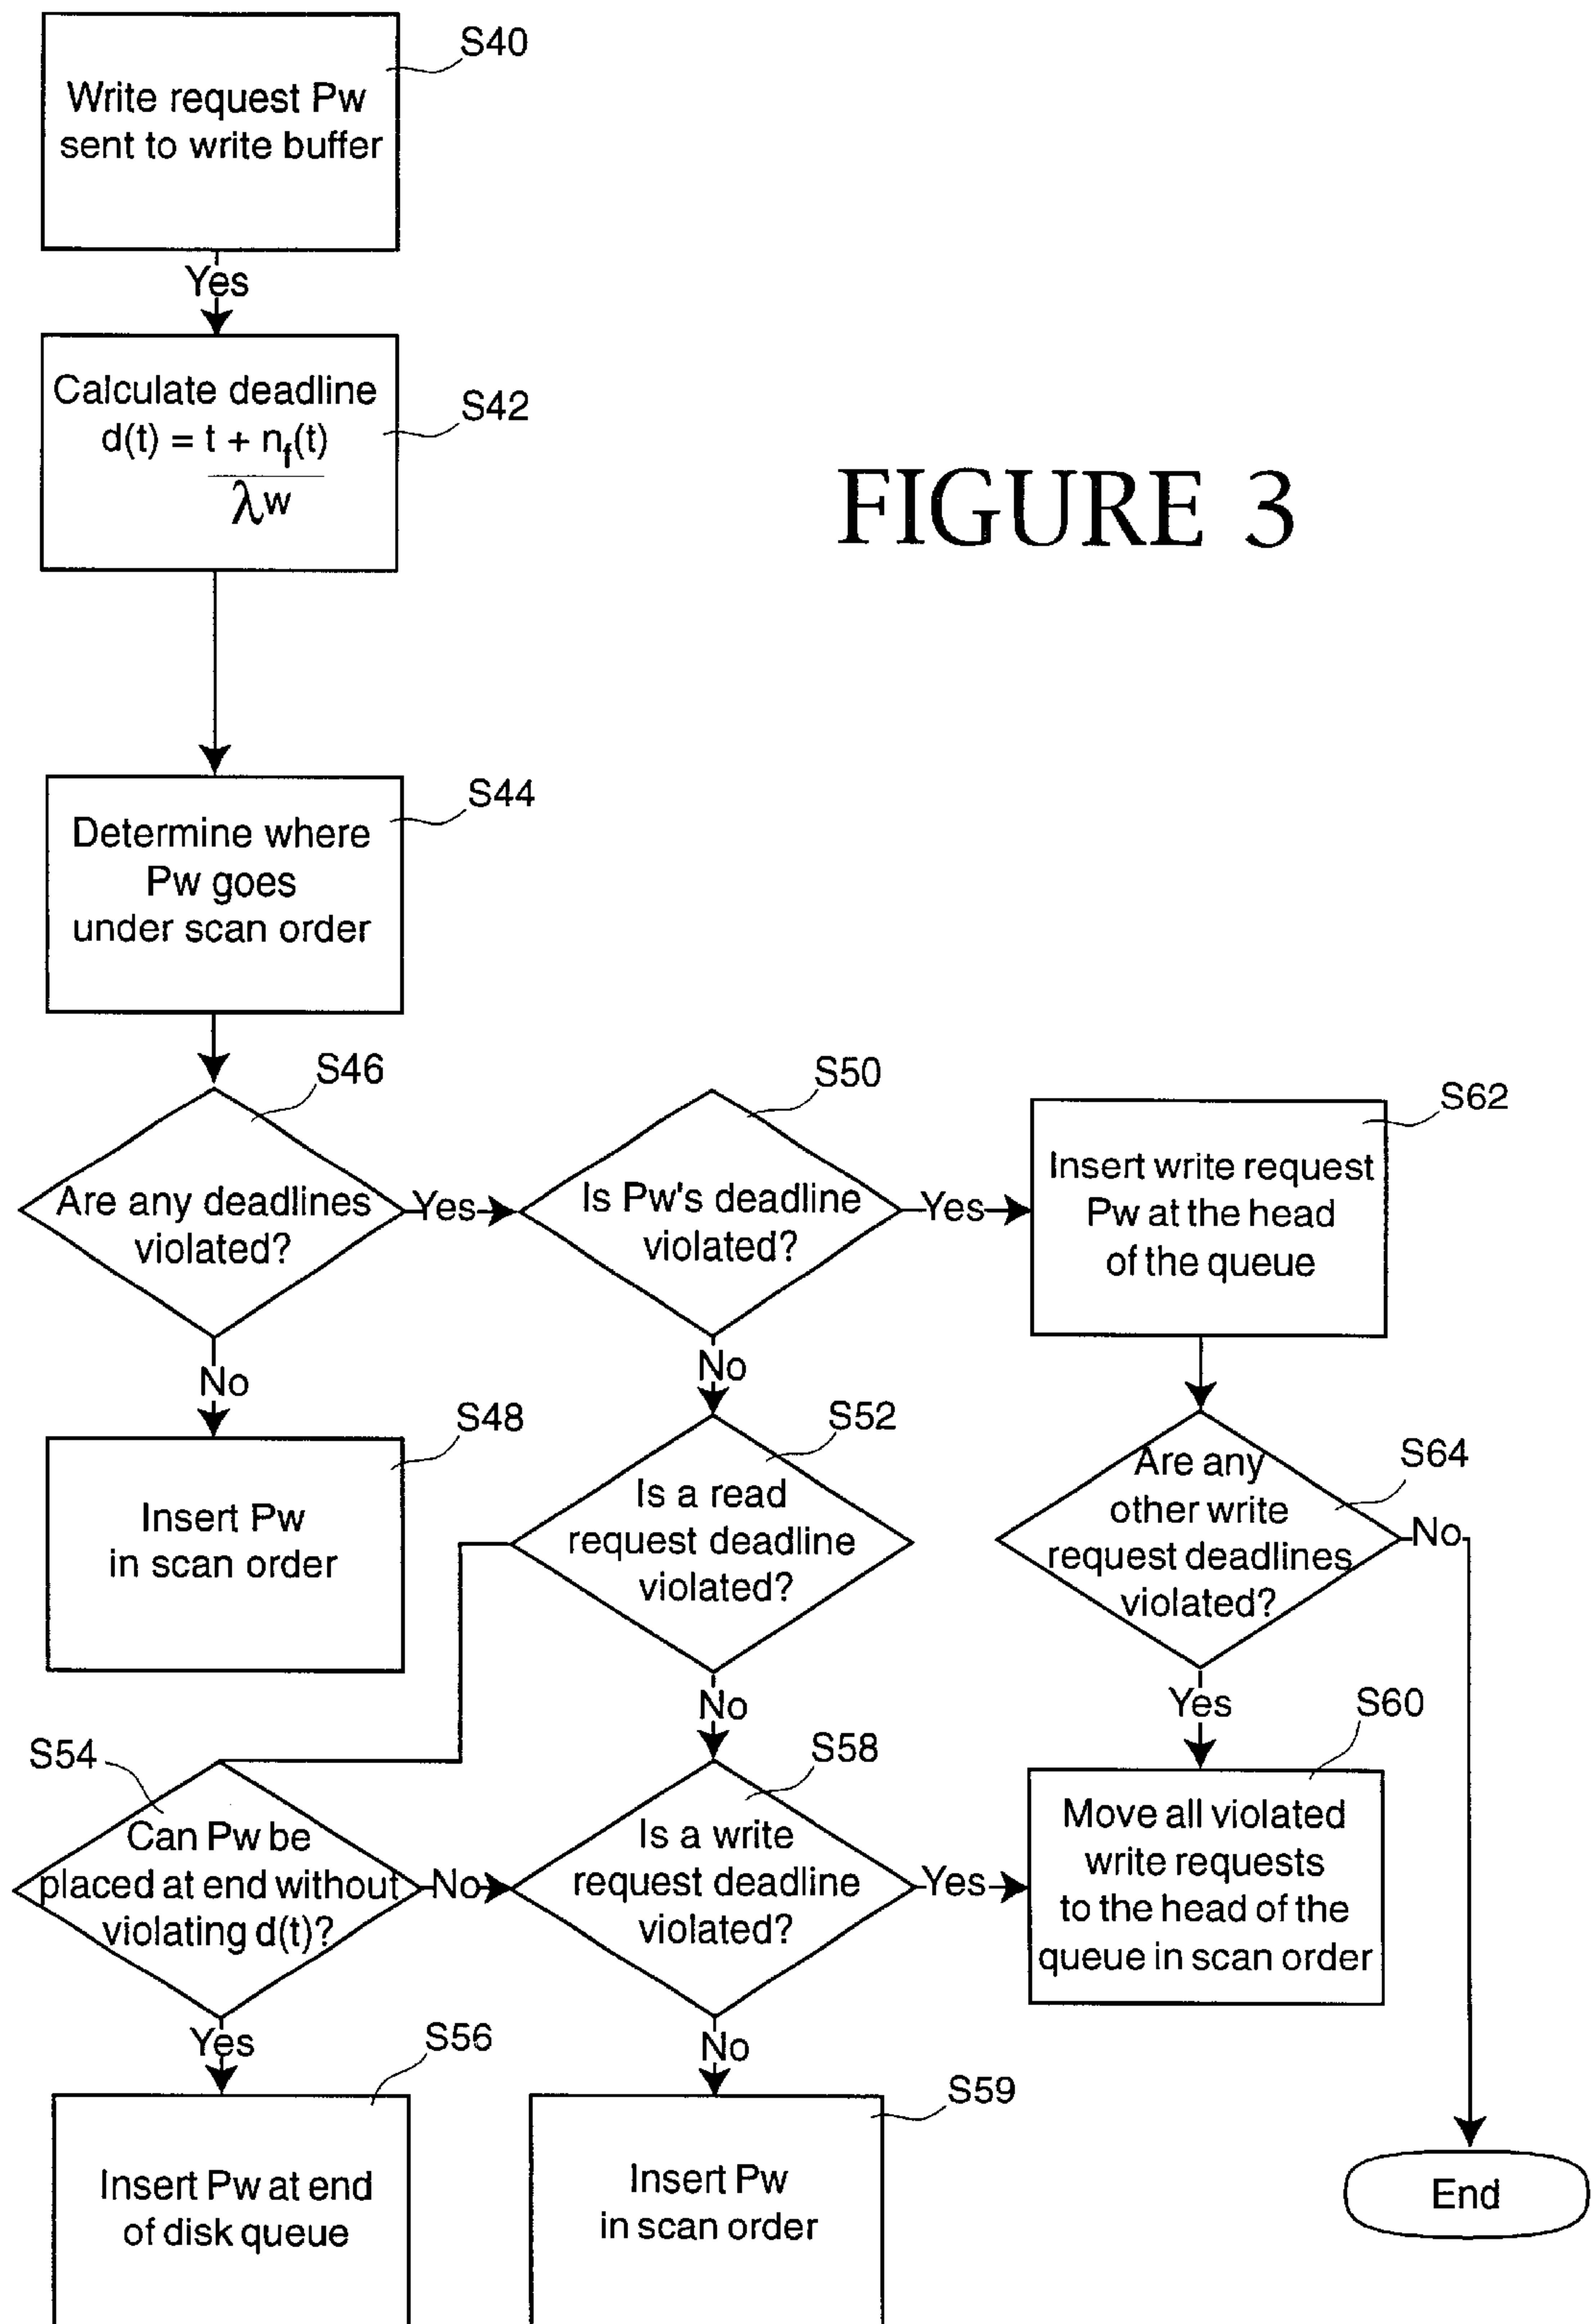 S40
Write request Pw
sent to write buffer
Yes
Calculate deadline
d(t) = t + nf(t)
λw
S42
FIGURE 3
S44
Determine where
Pw goes
under scan order
S46
Are any deadlines
violated?
Yes
S50
Is Pw's deadline
violated?
Yes
S62
Insert write request
Pw at the head
of the queue
No
S48
Insert Pw
in scan order
No
S52
Is a read
request deadline
violated?
S64
Are any
other write
request deadlines
violated?
No
No
Yes
S54
Can Pw be
placed at end without
violating d(t)?
No
S58
Is a write
request deadline
violated?
Yes
S60
Move all violated
write requests
to the head of the
queue in scan order
Yes
S56
Insert Pw at end
of disk queue
No
S59
Insert Pw
in scan order
End